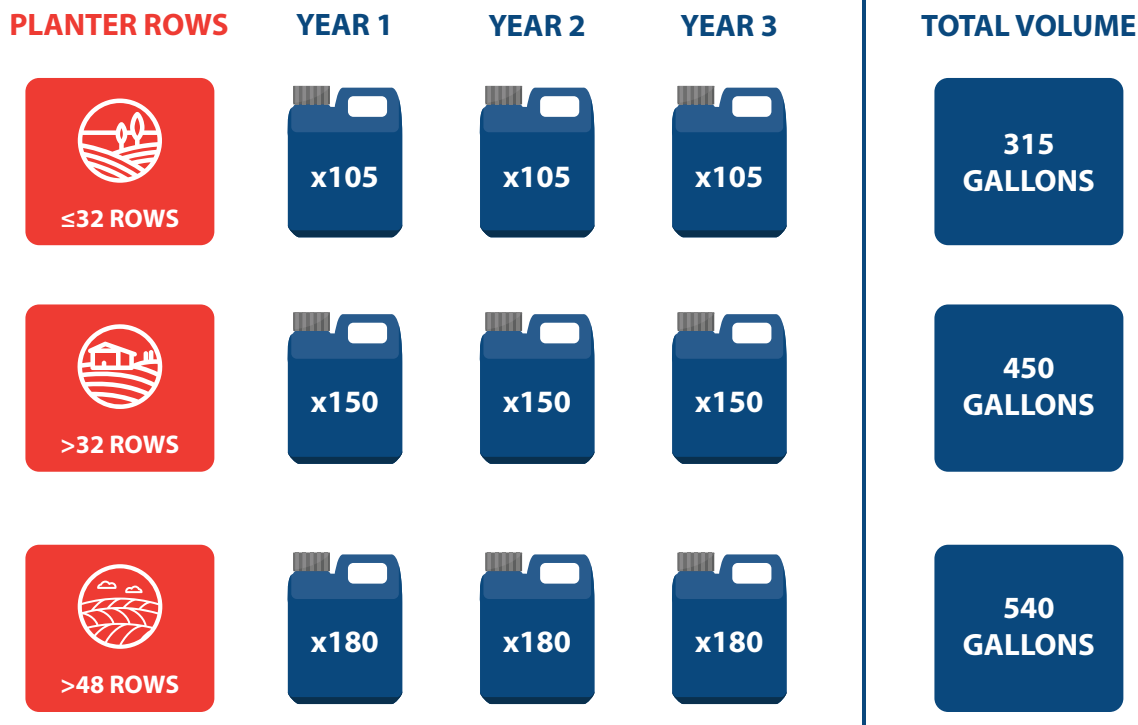 PLANTER ROWS YEAR 1 YEAR 2 YEAR 3 TOTAL VOLUME
≤32 ROWS x105 x105 x105 315
GALLONS
>32 ROWS x150 x150 x150 450
GALLONS
>48 ROWS x180 x180 x180 540
GALLONS